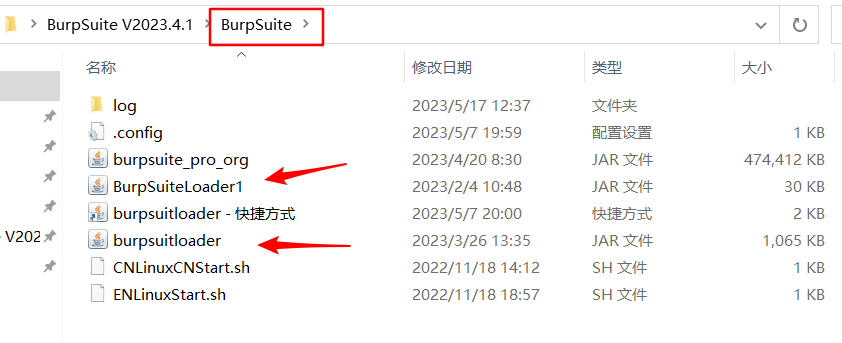 BurpSuite V2023.4.1 > BurpSuite >
名称 修改日期 类型 大小
log 2023/5/17 12:37 文件夹
.config 2023/5/7 19:59 配置设置 1 KB
burpsuite_pro_org 2023/4/20 8:30 JAR 文件 474,412 KB
BurpSuiteLoader1 2023/2/4 10:48 JAR 文件 30 KB
burpsuitloader - 快捷方式 2023/5/7 20:00 快捷方式 2 KB
e V202 burpsuitloader 2023/3/26 13:35 JAR 文件 1,065 KB
CNLinuxCNStart.sh 2022/11/18 14:12 SH 文件 1 KB
ENLinuxStart.sh 2022/11/18 18:57 SH 文件 1 KB